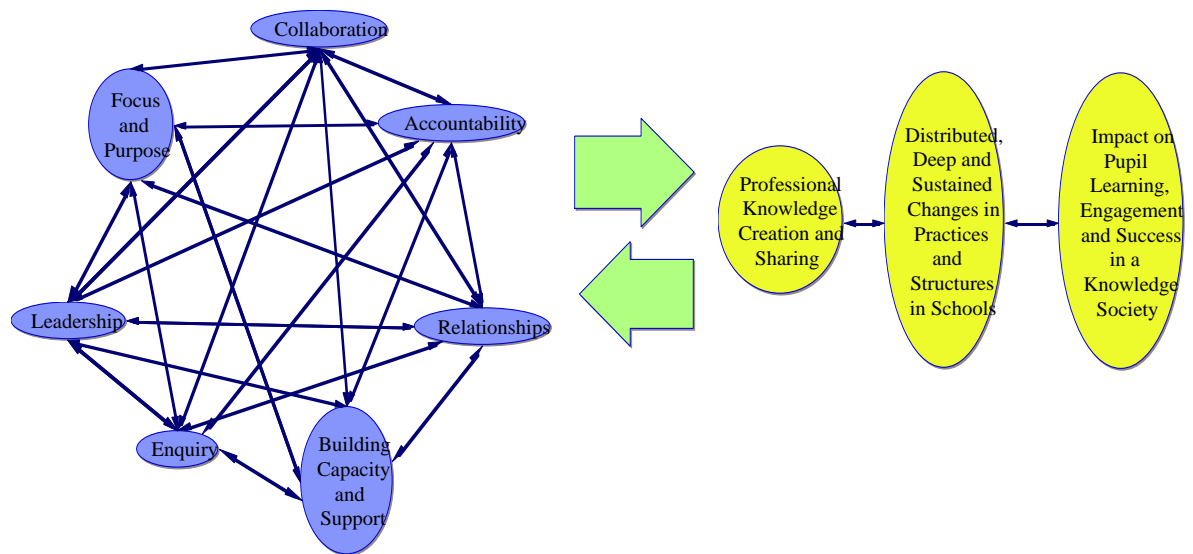 Collaboration
Focus
and
Purpose
Accountability
Leadership
Relationships
Enquiry
Building
Capacity
and
Support
Professional
Knowledge
Creation and
Sharing
Distributed,
Deep and
Sustained
Changes in
Practices
and
Structures
in Schools
Impact on
Pupil
Learning,
Engagement
and Success
in a
Knowledge
Society